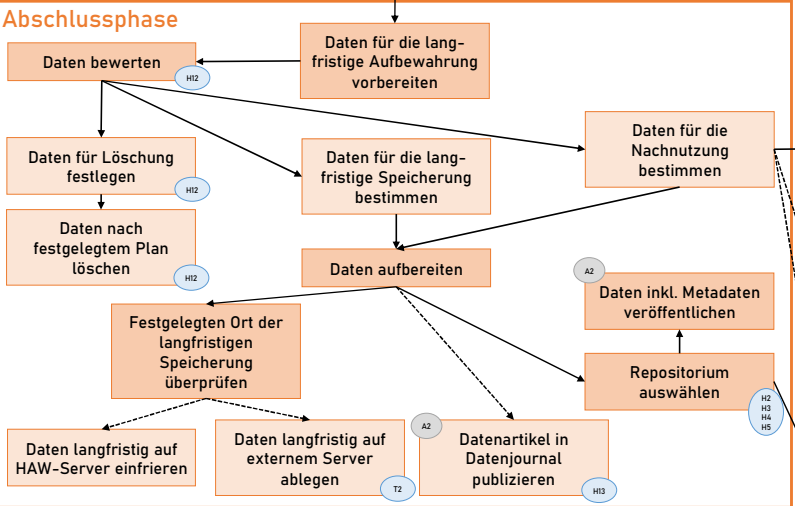 Abschlussphase
Daten für die lang-
fristige Aufbewahrung
vorbereiten
Daten bewerten
H12
Daten für Löschung
festlegen
H12
Daten für die lang-
fristige Speicherung
bestimmen
Daten für die
Nachnutzung
bestimmen
Daten nach
festgelegtem Plan
löschen
H12
Daten aufbereiten
A2
Daten inkl. Metadaten
veröffentlichen
Festgelegten Ort der
langfristigen
Speicherung
überprüfen
Repositorium
auswählen
H2
H3
H4
H5
Daten langfristig auf
HAW-Server einfrieren
Daten langfristig auf
externem Server
ablegen
T2
A2
Datenartikel in
Datenjournal
publizieren
H13